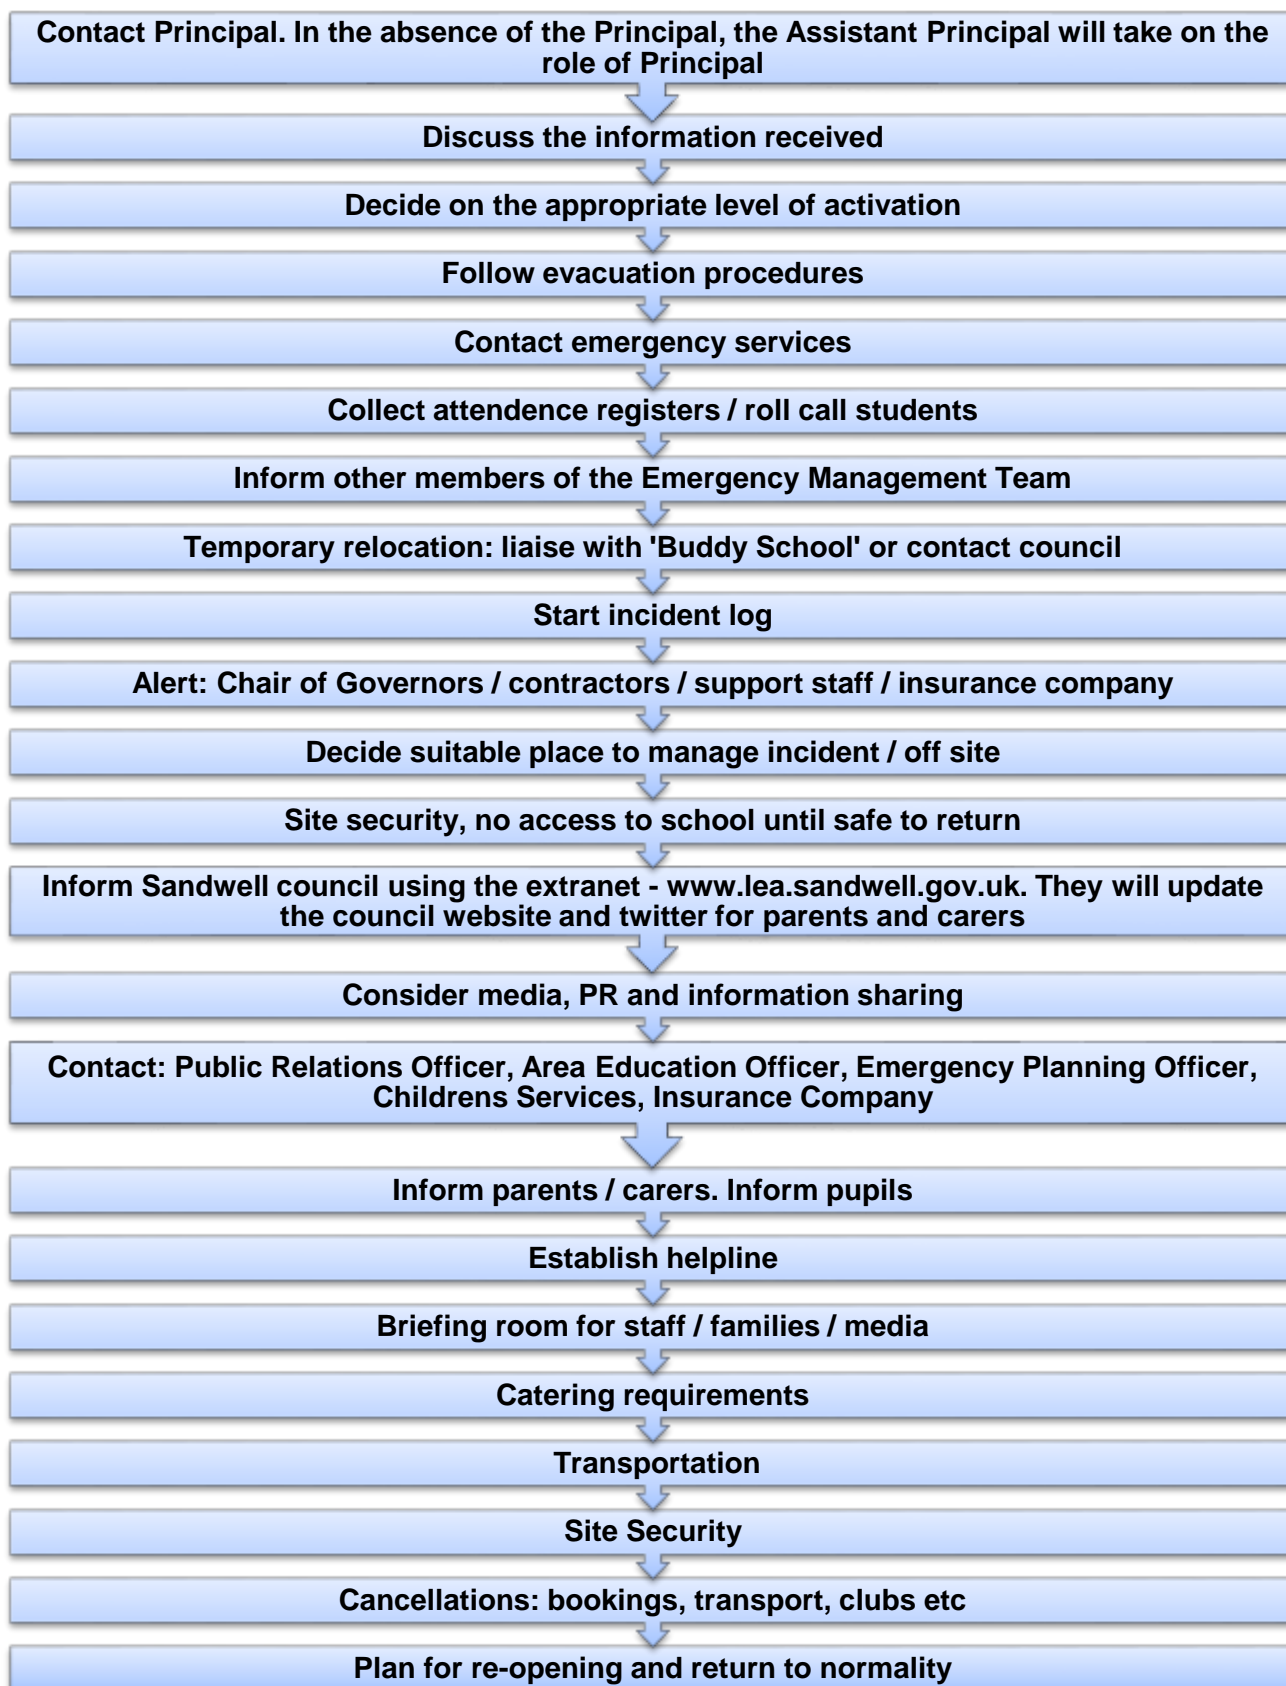 Contact Principal. In the absence of the Principal, the Assistant Principal will take on the
role of Principal
Discuss the information received
Decide on the appropriate level of activation
Follow evacuation procedures
Contact emergency services
Collect attendence registers / roll call students
Inform other members of the Emergency Management Team
Temporary relocation: liaise with 'Buddy School' or contact council
Start incident log
Alert: Chair of Governors / contractors / support staff / insurance company
Decide suitable place to manage incident / off site
Site security, no access to school until safe to return
Inform Sandwell council using the extranet - www.lea.sandwell.gov.uk. They will update
the council website and twitter for parents and carers
Consider media, PR and information sharing
Contact: Public Relations Officer, Area Education Officer, Emergency Planning Officer,
Childrens Services, Insurance Company
Inform parents / carers. Inform pupils
Establish helpline
Briefing room for staff / families / media
Catering requirements
Transportation
Site Security
Cancellations: bookings, transport, clubs etc
Plan for re-opening and return to normality